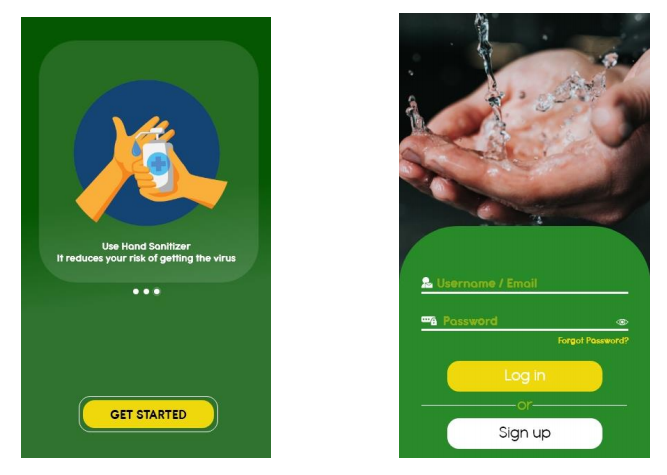 Use Hand Sanitizer
It reduces your risk of getting the virus
GET STARTED
Username / Email
Password
Forgot Password?
Log in
or
Sign up